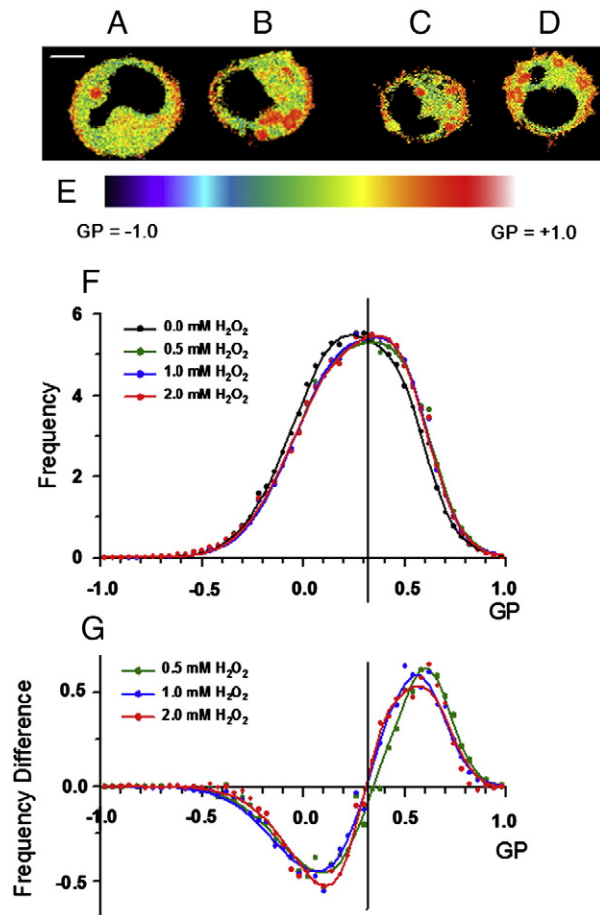 A B C D
E
GP = -1.0 GP = +1.0
F
6
4
2
0
Frequency
0.0 mM H₂O₂
0.5 mM H₂O₂
1.0 mM H₂O₂
2.0 mM H₂O₂
-1.0 -0.5 0.0 0.5 1.0
GP
G
0.5
0.0
-0.5
Frequency Difference
0.5 mM H₂O₂
1.0 mM H₂O₂
2.0 mM H₂O₂
-1.0 -0.5 0.0 0.5 1.0
GP